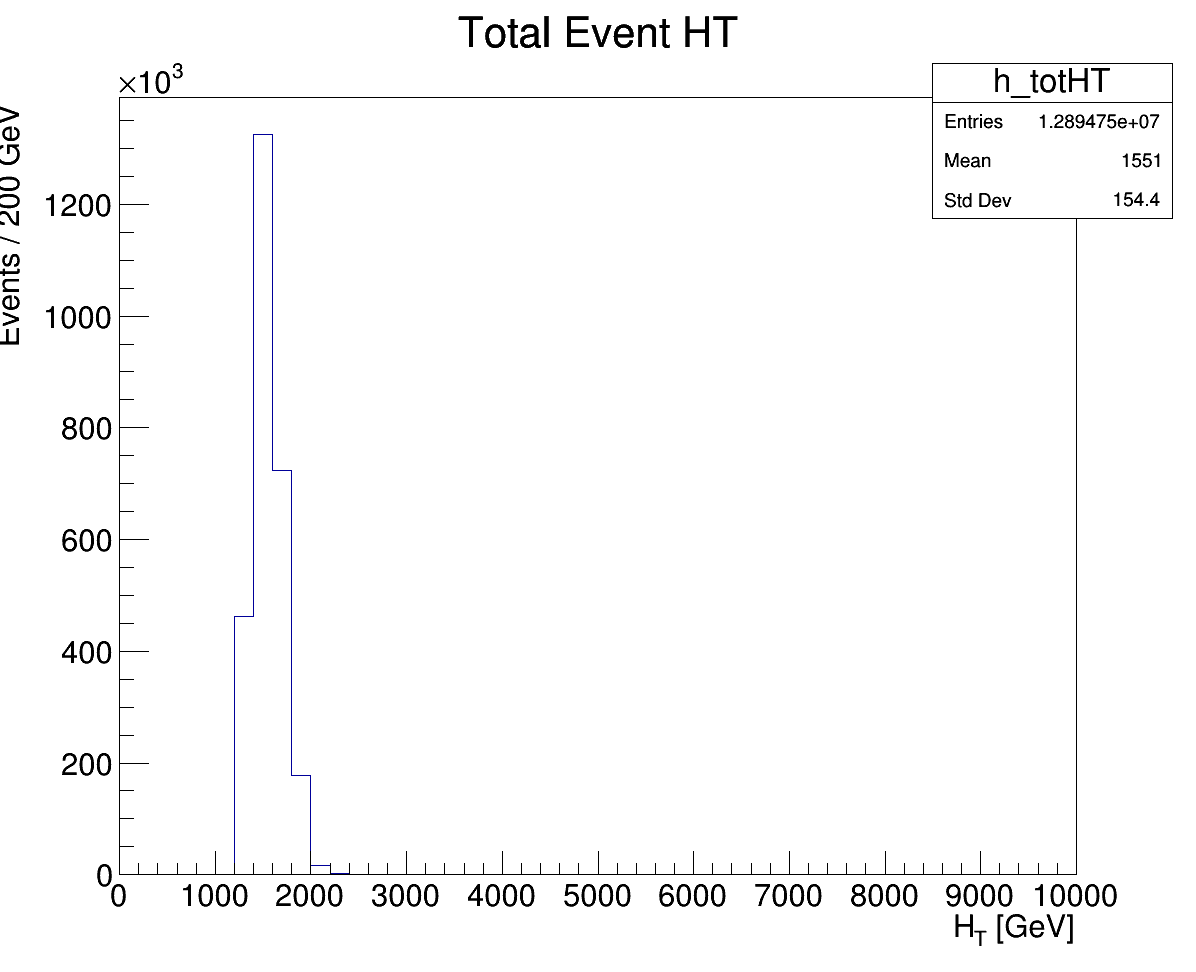 Total Event HT
×10³
h_totHT
Entries 1.289475e+07
Mean 1551
Std Dev 154.4
Events / 200 GeV
1200
1000
800
600
400
200
0
0 1000 2000 3000 4000 5000 6000 7000 8000 9000 10000
H_T [GeV]